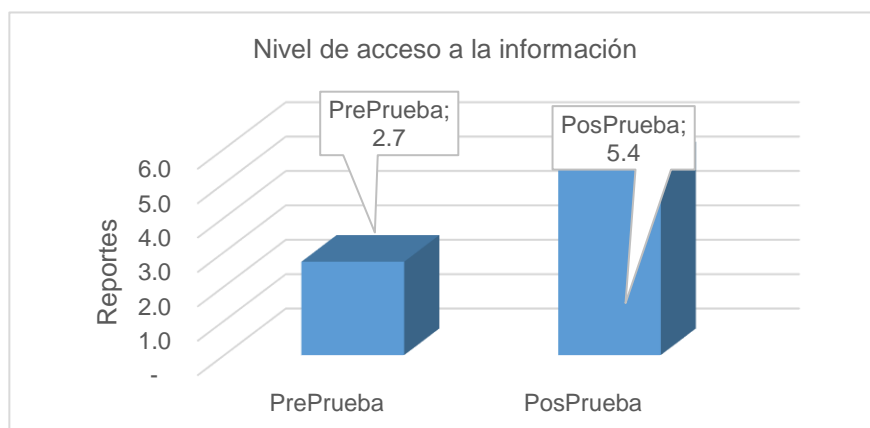 Nivel de acceso a la información
PrePrueba;
2.7
PosPrueba;
5.4
6.0
5.0
4.0
3.0
2.0
1.0
-
Reportes
PrePrueba
PosPrueba